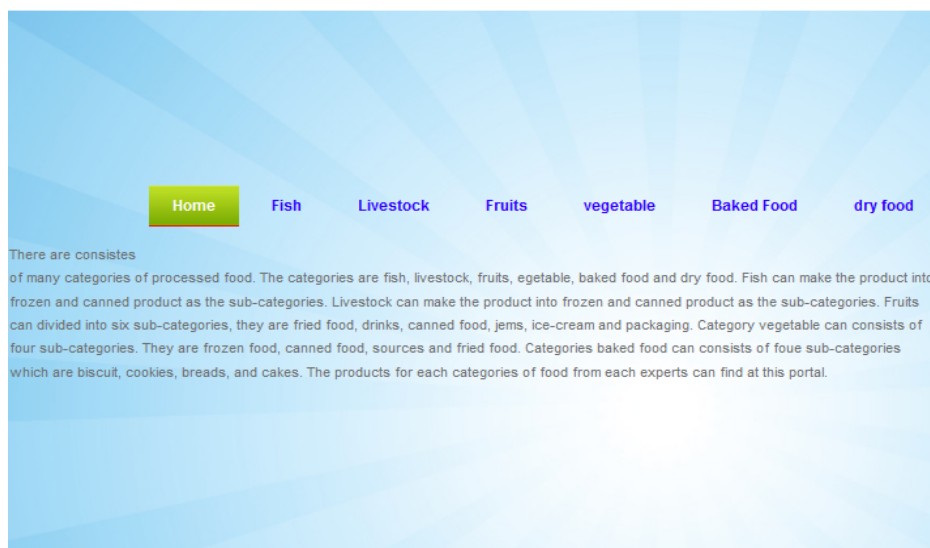 Home Fish Livestock Fruits vegetable Baked Food dry food
There are consistes
of many categories of processed food. The categories are fish, livestock, fruits, egetable, baked food and dry food. Fish can make the product into
frozen and canned product as the sub-categories. Livestock can make the product into frozen and canned product as the sub-categories. Fruits
can divided into six sub-categories, they are fried food, drinks, canned food, jems, ice-cream and packaging. Category vegetable can consists of
four sub-categories. They are frozen food, canned food, sources and fried food. Categories baked food can consists of foue sub-categories
which are biscuit, cookies, breads, and cakes. The products for each categories of food from each experts can find at this portal.